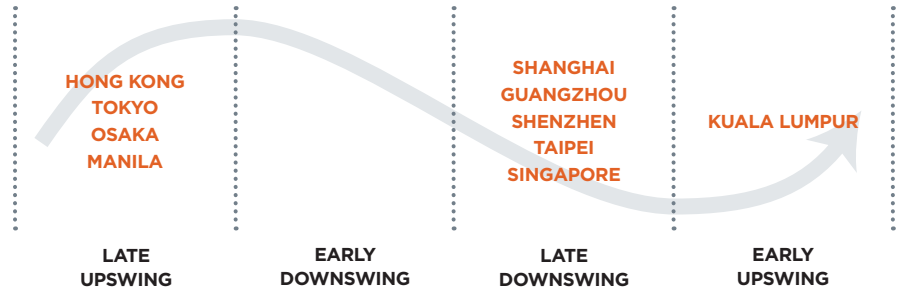 HONG KONG
TOKYO
OSAKA
MANILA
SHANGHAI
GUANGZHOU
SHENZHEN
TAIPEI
SINGAPORE
KUALA LUMPUR
LATE
UPSWING
EARLY
DOWNSWING
LATE
DOWNSWING
EARLY
UPSWING